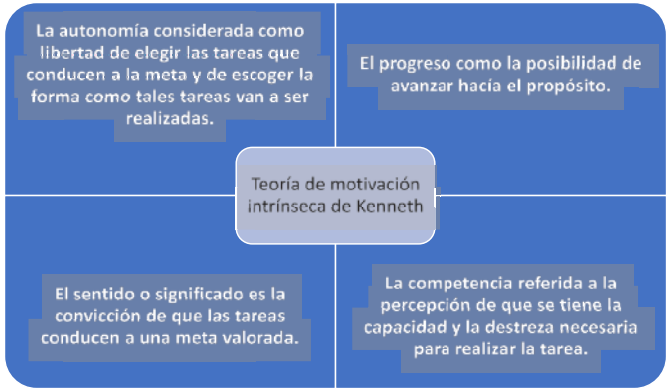 La autonomía considerada como
libertad de elegir las tareas que
conducen a la meta y de escoger la
forma como tales tareas van a ser
realizadas.
El progreso como la posibilidad de
avanzar hacía el propósito.
Teoría de motivación
intrínseca de Kenneth
El sentido o significado es la
convicción de que las tareas
conducen a una meta valorada.
La competencia referida a la
percepción de que se tiene la
capacidad y la destreza necesaria
para realizar la tarea.